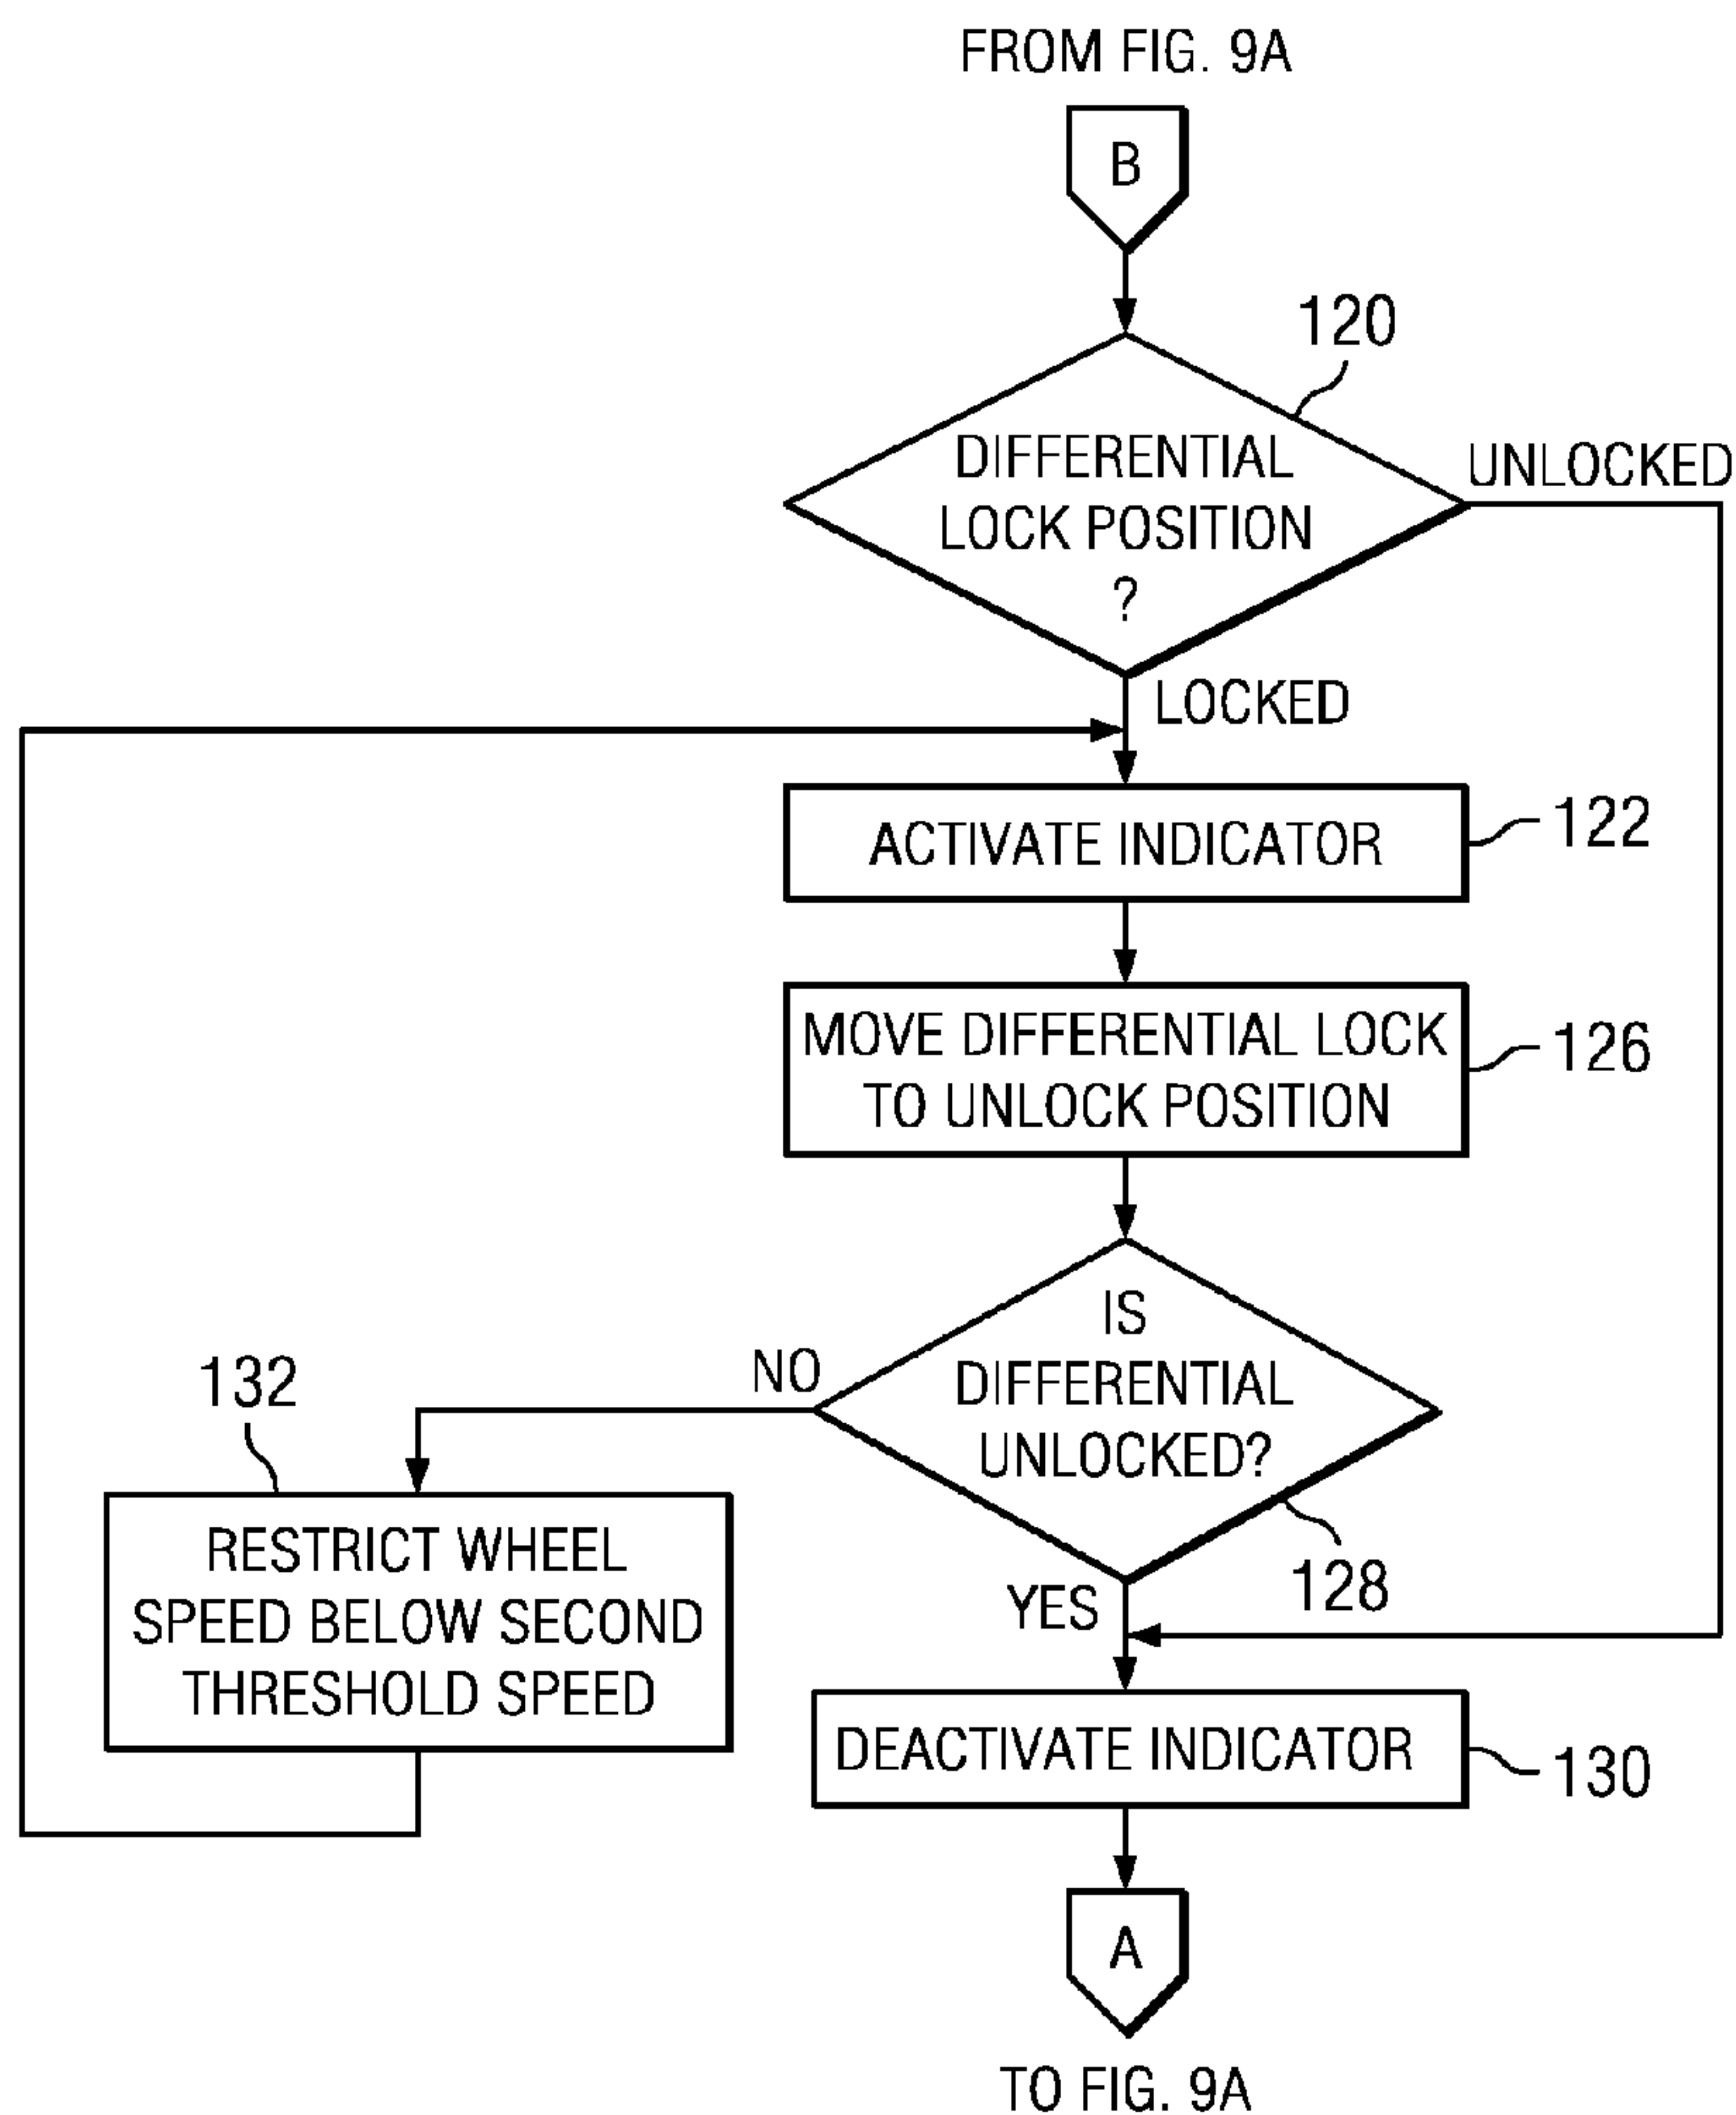 FROM FIG. 9A
B
120
DIFFERENTIAL
LOCK POSITION
?
UNLOCKED
LOCKED
ACTIVATE INDICATOR
122
MOVE DIFFERENTIAL LOCK
TO UNLOCK POSITION
126
IS
DIFFERENTIAL
UNLOCKED?
NO
128
YES
132
RESTRICT WHEEL
SPEED BELOW SECOND
THRESHOLD SPEED
DEACTIVATE INDICATOR
130
A
TO FIG. 9A